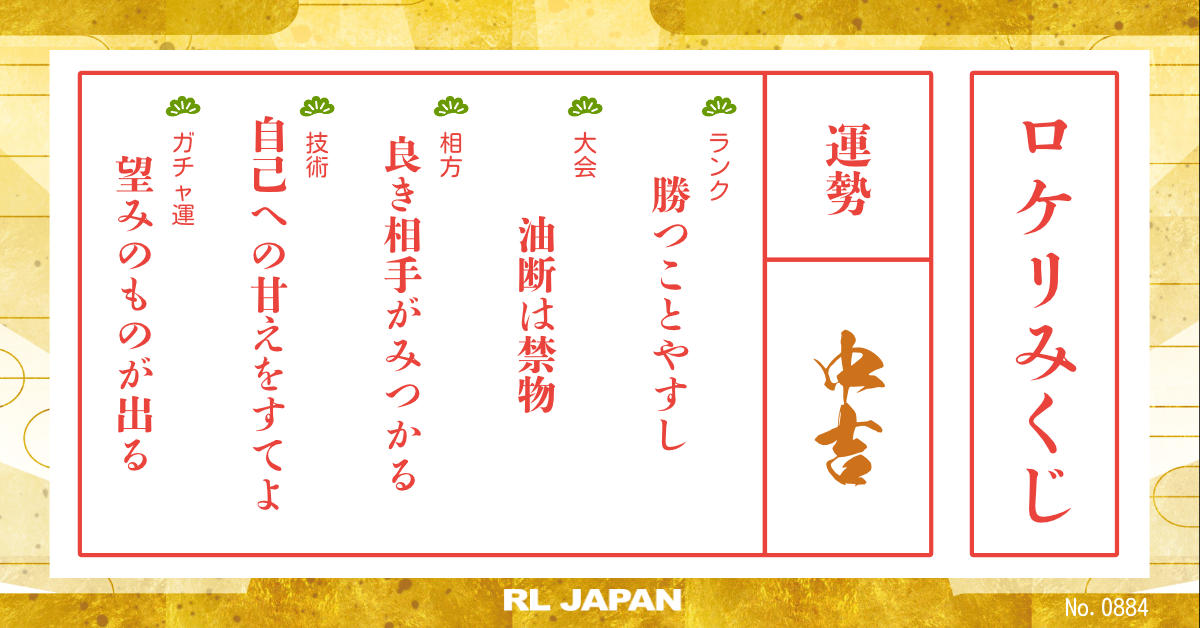 ロケリみくじ
運勢
中吉
ランク
勝つことやすし
大会
油断は禁物
相方
良き相手がみつかる
技術
自己への甘えをすてよ
ガチャ運
望みのものが出る
RL JAPAN
No. 0884